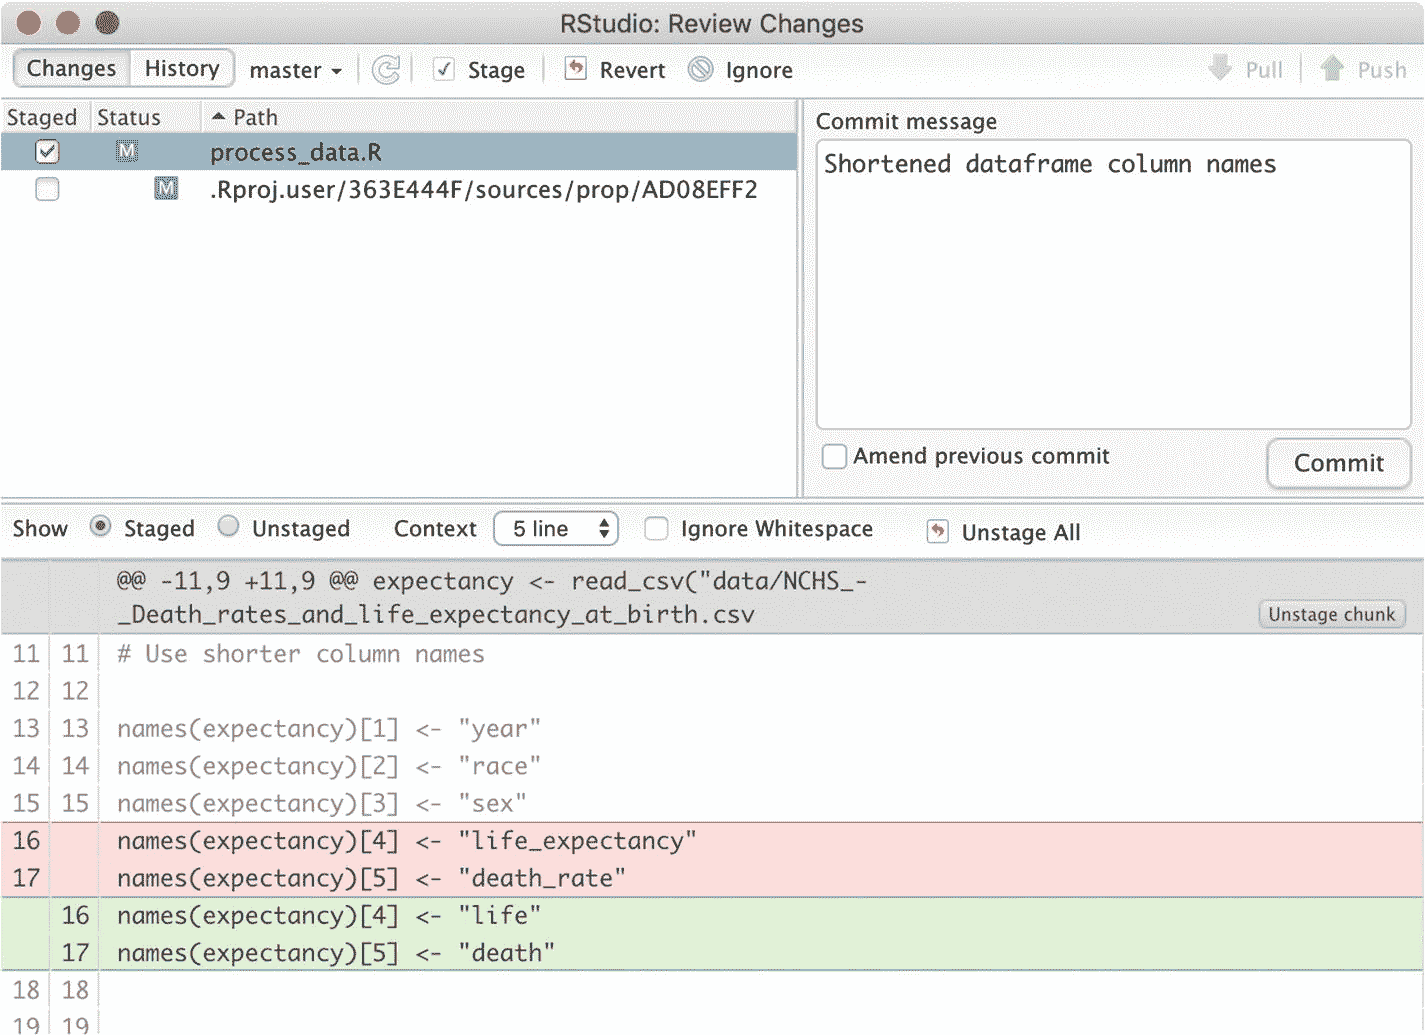 RStudio: Review Changes
Changes History master Stage Revert Ignore Pull Push
Staged Status Path
M process_data.R
M .Rproj.user/363E444F/sources/prop/AD08EFF2
Commit message
Shortened dataframe column names
Amend previous commit Commit
Show Staged Unstaged Context 5 line Ignore Whitespace Unstage All
@@ -11,9 +11,9 @@ expectancy <- read_csv("data/NCHS_-
_Death_rates_and_life_expectancy_at_birth.csv Unstage chunk
11 11 # Use shorter column names
12 12
13 13 names(expectancy)[1] <- "year"
14 14 names(expectancy)[2] <- "race"
15 15 names(expectancy)[3] <- "sex"
16 names(expectancy)[4] <- "life_expectancy"
17 names(expectancy)[5] <- "death_rate"
16 names(expectancy)[4] <- "life"
17 names(expectancy)[5] <- "death"
18 18
19 19